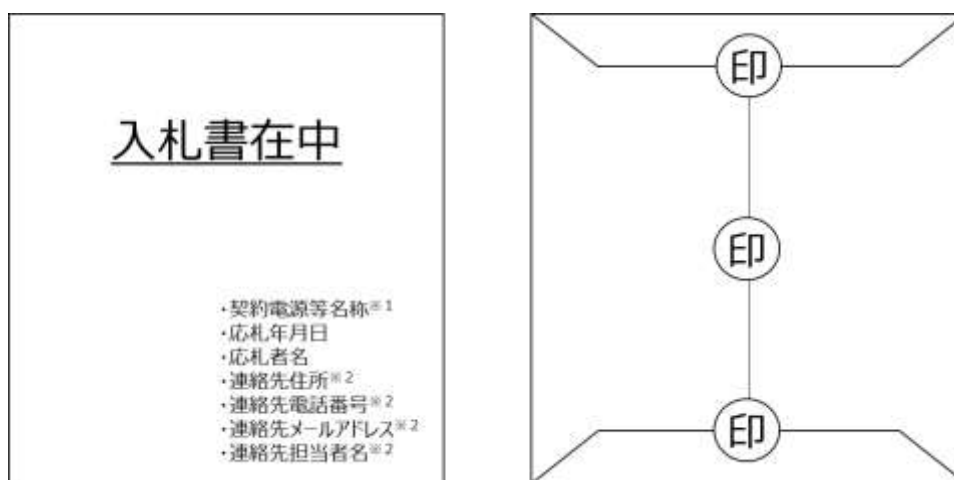 入札書在中
・契約電源等名称※1
・応札年月日
・応札者名
・連絡先住所※2
・連絡先電話番号※2
・連絡先メールアドレス※2
・連絡先担当者名※2
印
印
印